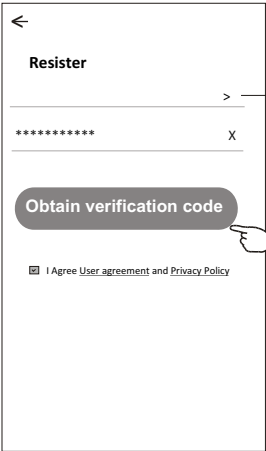 Resister
>
*********** X
Obtain verification code
I Agree User agreement and Privacy Policy